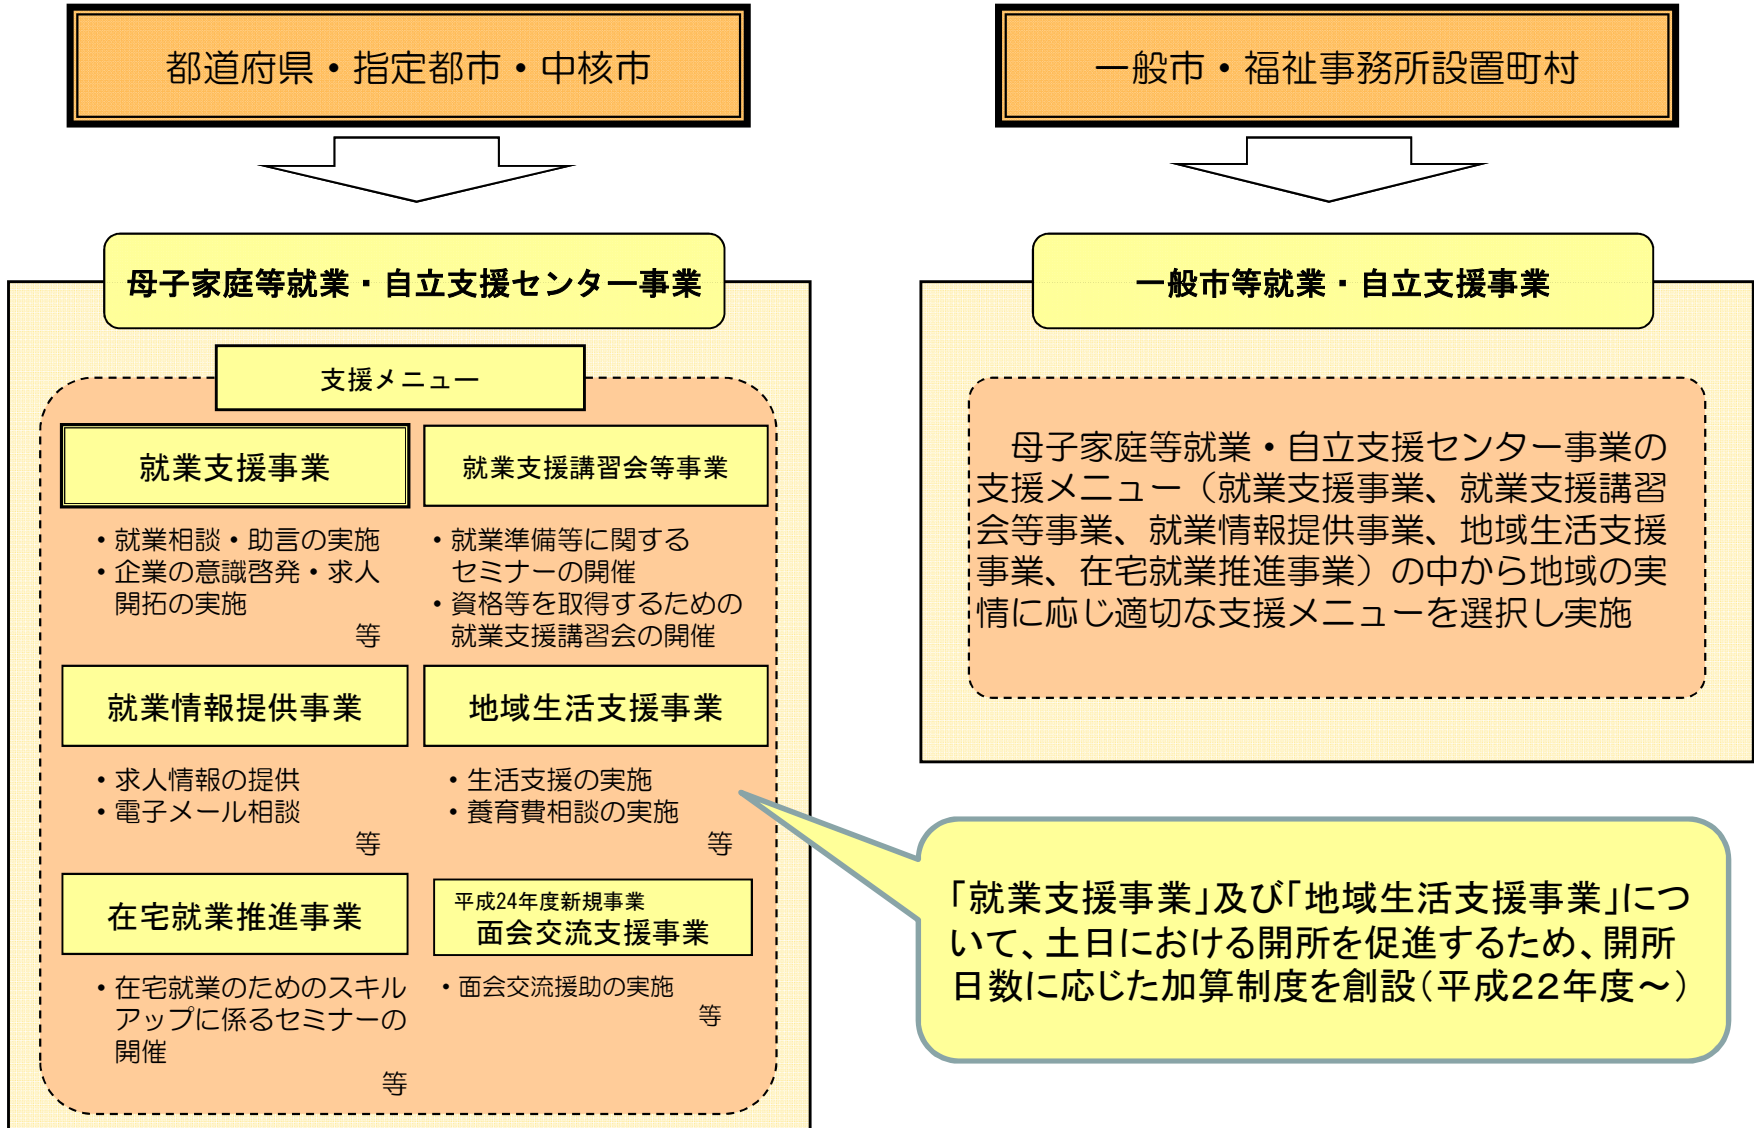 都道府県・指定都市・中核市
一般市・福祉事務所設置町村
母子家庭等就業・自立支援センター事業
支援メニュー
就業支援事業
・就業相談・助言の実施
・企業の意識啓発・求人
開拓の実施
等
就業支援講習会等事業
・就業準備等に関する
セミナーの開催
・資格等を取得するための
就業支援講習会の開催
就業情報提供事業
・求人情報の提供
・電子メール相談
等
地域生活支援事業
・生活支援の実施
・養育費相談の実施
等
在宅就業推進事業
・在宅就業のためのスキル
アップに係るセミナーの
開催
等
平成24年度新規事業
面会交流支援事業
・面会交流援助の実施
等
一般市等就業・自立支援事業
母子家庭等就業・自立支援センター事業の
支援メニュー（就業支援事業、就業支援講習
会等事業、就業情報提供事業、地域生活支援
事業、在宅就業推進事業）の中から地域の実
情に応じ適切な支援メニューを選択し実施
「就業支援事業」及び「地域生活支援事業」につ
いて、土日における開所を促進するため、開所
日数に応じた加算制度を創設（平成２２年度～）